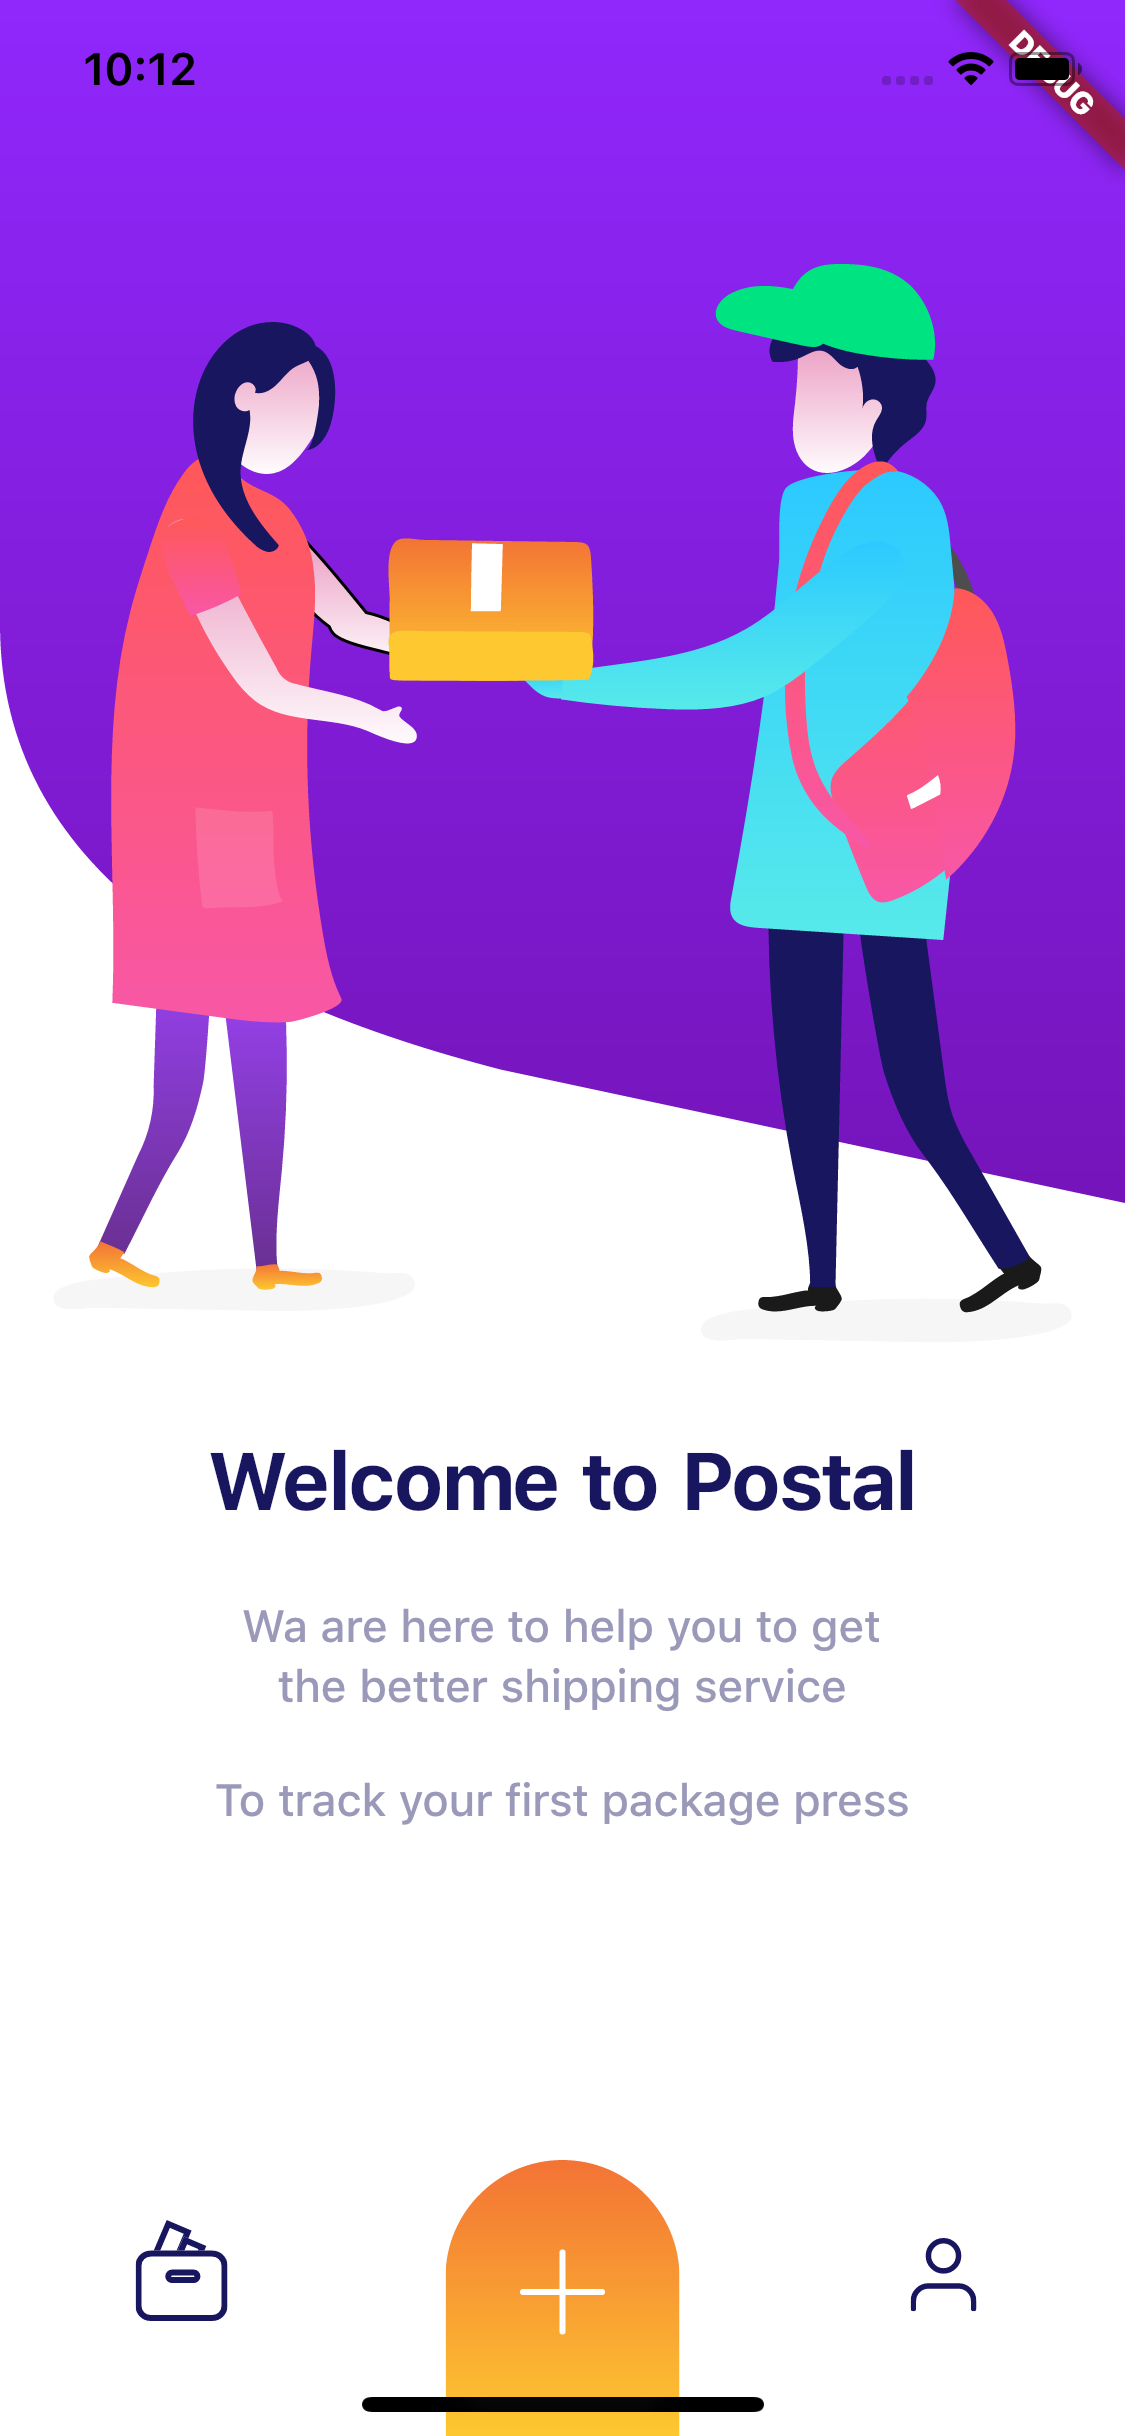 10:12
DEBUG
Welcome to Postal
Wa are here to help you to get
the better shipping service
To track your first package press